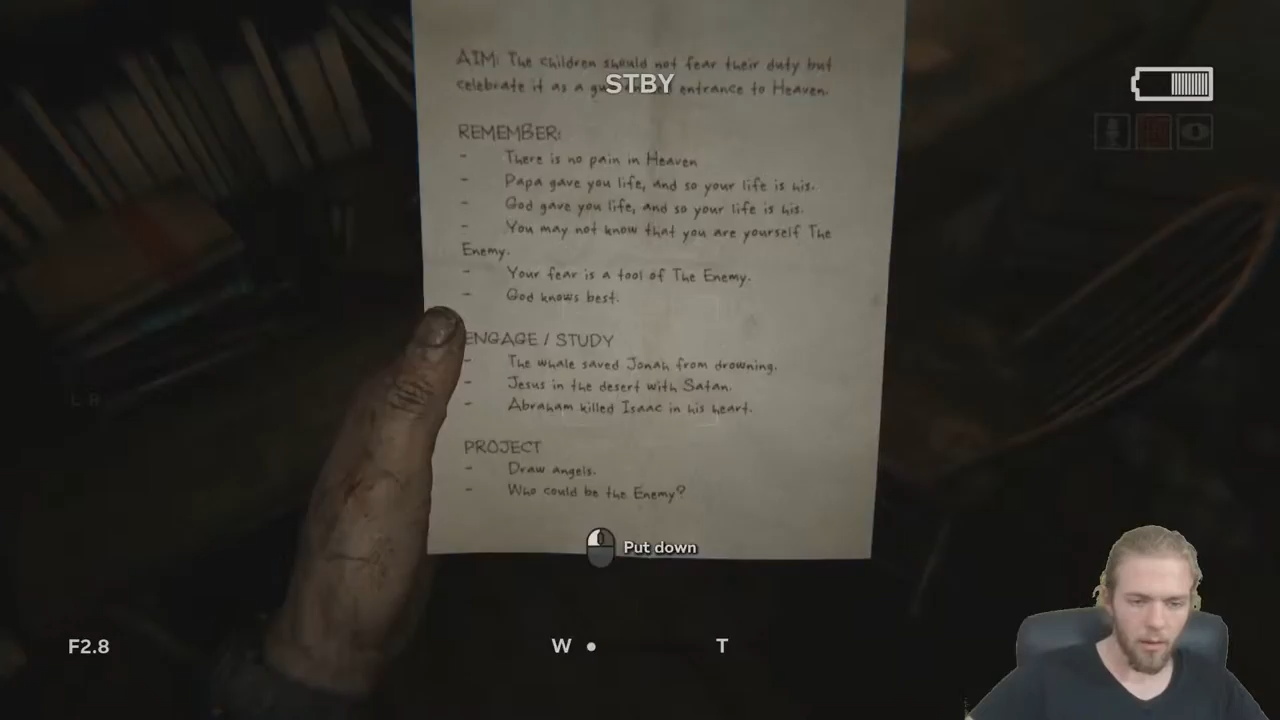 AIM: The children should not fear their duty but
STBY
celebrate it as a entrance to Heaven.
REMEMBER:
- There is no pain in Heaven
- Papa gave you life, and so your life is his.
- God gave you life, and so your life is his.
- You may not know that you are yourself The
Enemy.
- Your fear is a tool of The Enemy.
- God knows best.
ENGAGE / STUDY
- The whale saved Jonah from drowning.
- Jesus in the desert with Satan.
- Abraham killed Isaac in his heart.
PROJECT
- Draw angels.
- Who could be the Enemy?
Put down
F2.8
W
T